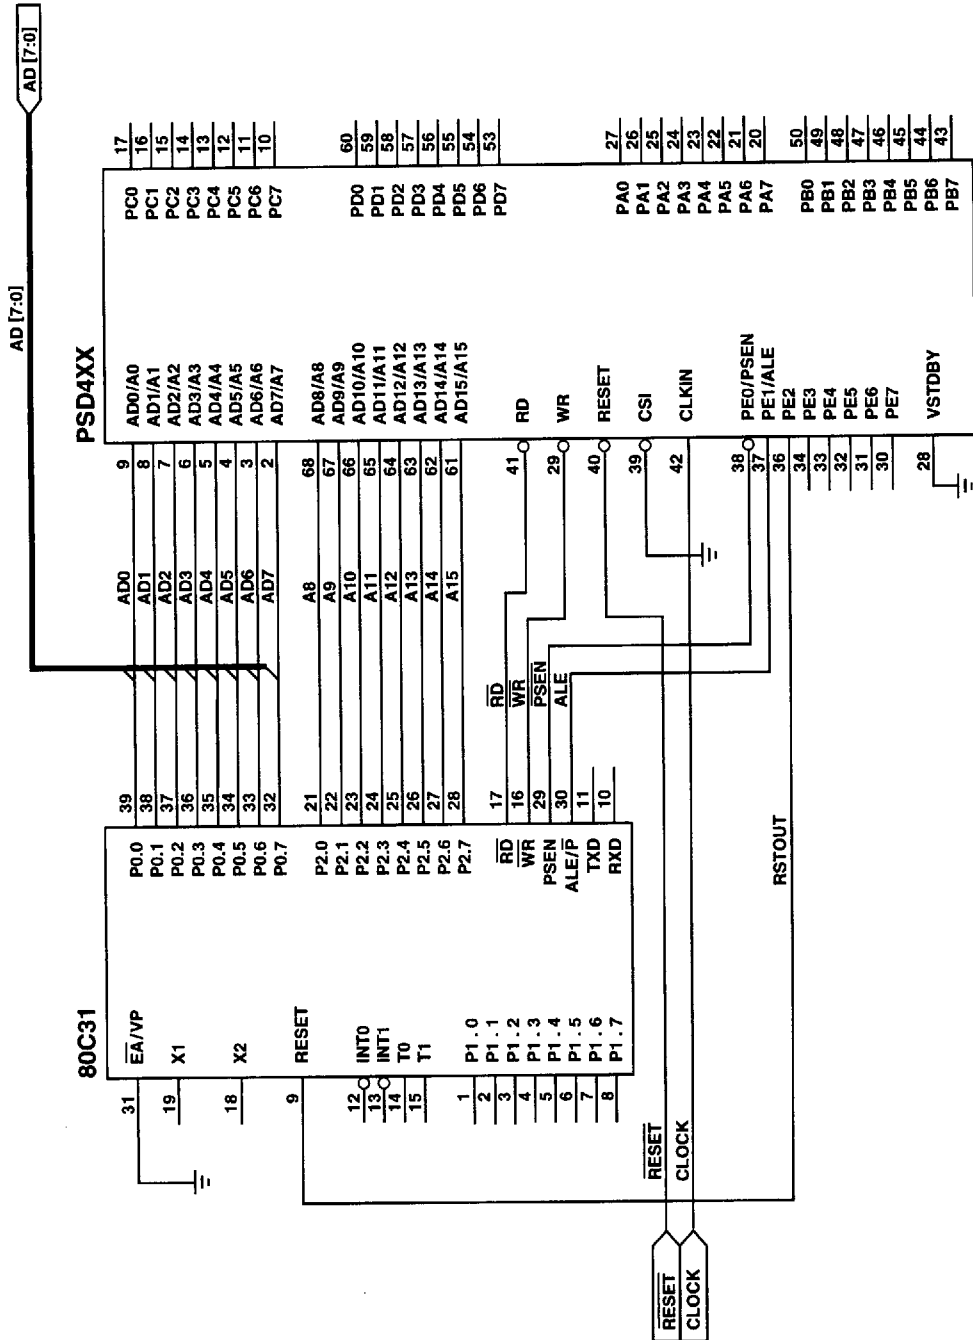 AD [7:0]
AD [7:0]
80C31
31 EA/VP
19 X1
18 X2
9 RESET
12 INT0
13 INT1
14 T0
15 T1
1 P1.0
2 P1.1
3 P1.2
4 P1.3
5 P1.4
6 P1.5
7 P1.6
8 P1.7
P0.0 39
P0.1 38
P0.2 37
P0.3 36
P0.4 35
P0.5 34
P0.6 33
P0.7 32
P2.0 21
P2.1 22
P2.2 23
P2.3 24
P2.4 25
P2.5 26
P2.6 27
P2.7 28
RD 17
WR 16
PSEN 29
ALE/P 30
TXD 11
RXD 10
AD0
AD1
AD2
AD3
AD4
AD5
AD6
AD7
A8
A9
A10
A11
A12
A13
A14
A15
RD
WR
PSEN
ALE
PSD4XX
9 AD0/A0
8 AD1/A1
7 AD2/A2
6 AD3/A3
5 AD4/A4
4 AD5/A5
3 AD6/A6
2 AD7/A7
68 AD8/A8
67 AD9/A9
66 AD10/A10
65 AD11/A11
64 AD12/A12
63 AD13/A13
62 AD14/A14
61 AD15/A15
41 RD
29 WR
40 RESET
39 CSI
42 CLKIN
38 PE0/PSEN
37 PE1/ALE
36 PE2
34 PE3
33 PE4
32 PE5
31 PE6
30 PE7
28 VSTDBY
PC0 17
PC1 16
PC2 15
PC3 14
PC4 13
PC5 12
PC6 11
PC7 10
PD0 60
PD1 59
PD2 58
PD3 57
PD4 56
PD5 55
PD6 54
PD7 53
PA0 27
PA1 26
PA2 25
PA3 24
PA4 23
PA5 22
PA6 21
PA7 20
PB0 50
PB1 49
PB2 48
PB3 47
PB4 46
PB5 45
PB6 44
PB7 43
RESET
CLOCK
RESET
CLOCK
RSTOUT